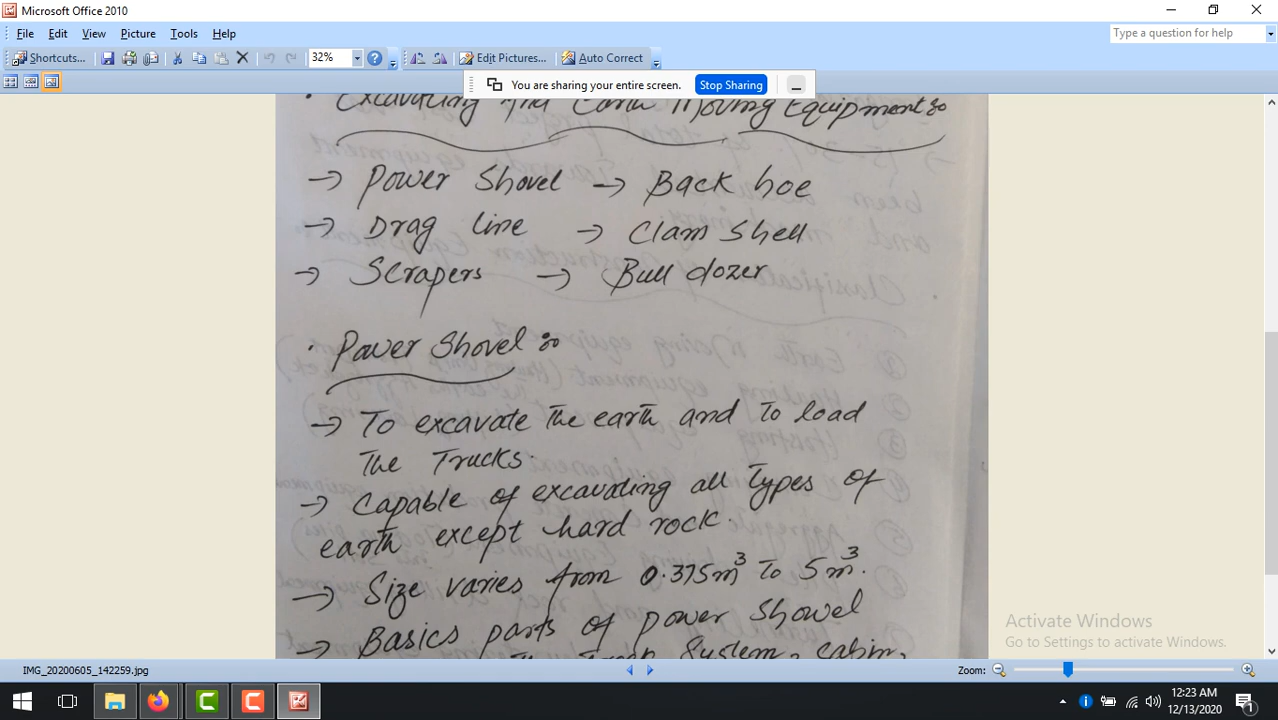 Microsoft Office 2010
File Edit View Picture Tools Help
Type a question for help
Shortcuts...
32%
Edit Pictures...
Auto Correct
You are sharing your entire screen.
Stop Sharing
Excavating And Earth Moving Equipment
→ Power Shovel → Back hoe
→ Drag line → Clam Shell
→ Scrapers → Bull dozer
· Power Shovel
→ To excavate the earth and To load
The Trucks.
→ Capable of excavating all Types of
earth except hard rock.
→ Size varies from 0.375m³ To 5m³.
→ Basics parts of power Shovel
System, cabin,
Activate Windows
Go to Settings to activate Windows.
IMG_20200605_142259.jpg
Zoom:
12:23 AM
12/13/2020
1